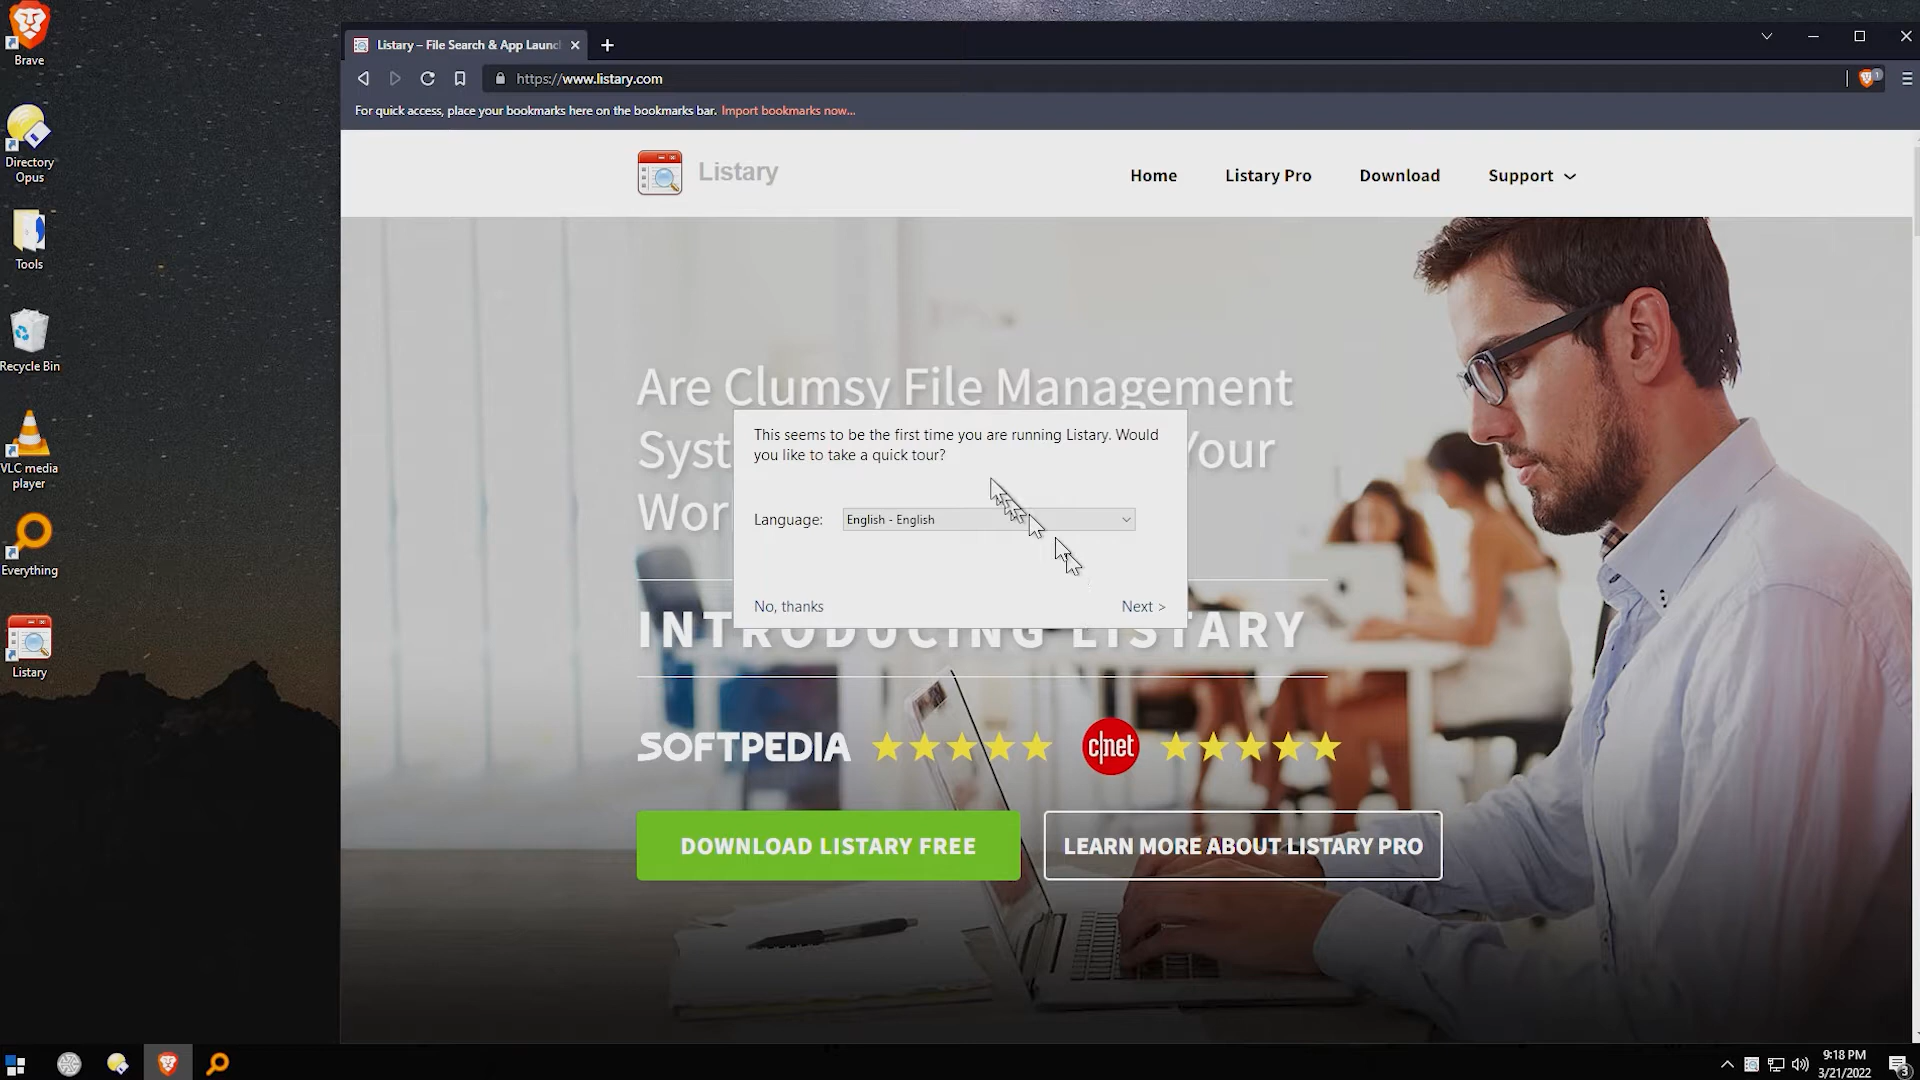 Brave
Directory
Opus
Tools
Recycle Bin
VLC media
player
Everything
Listary
Listary – File Search & App Launc
https://www.listary.com
1
For quick access, place your bookmarks here on the bookmarks bar. Import bookmarks now...
Listary
Home
Listary Pro
Download
Support
Are Clumsy File Management
Syst
Your
Wor
This seems to be the first time you are running Listary. Would
you like to take a quick tour?
Language:
English - English
No, thanks
Next >
INTRODUCING LISTARY
SOFTPEDIA
c|net
DOWNLOAD LISTARY FREE
LEARN MORE ABOUT LISTARY PRO
9:18 PM
3/21/2022
3